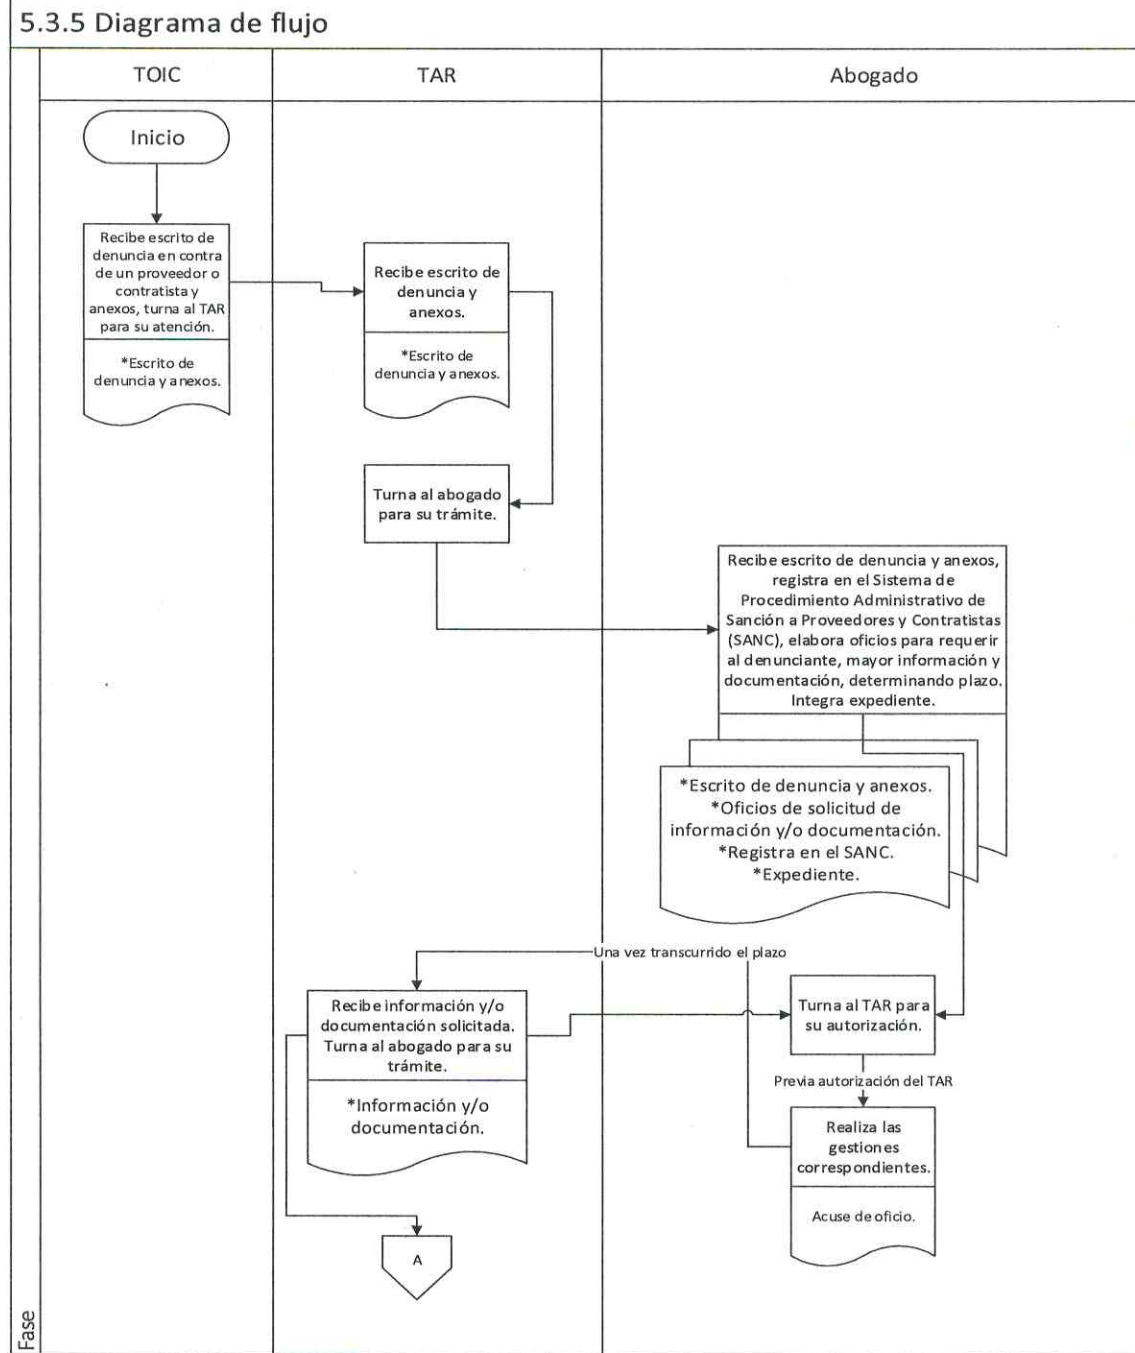 5.3.5 Diagrama de flujo
TOIC
TAR
Abogado
Inicio
Recibe escrito de
denuncia en contra
de un proveedor o
contratista y
anexos, turna al TAR
para su atención.
*Escrito de
denuncia y anexos.
Recibe escrito de
denuncia y
anexos.
*Escrito de
denuncia y anexos.
Turna al abogado
para su trámite.
Recibe escrito de denuncia y anexos,
registra en el Sistema de
Procedimiento Administrativo de
Sanción a Proveedores y Contratistas
(SANC), elabora oficios para requerir
al denunciante, mayor información y
documentación, determinando plazo.
Integra expediente.
*Escrito de denuncia y anexos.
*Oficios de solicitud de
información y/o documentación.
*Registra en el SANC.
*Expediente.
Una vez transcurrido el plazo
Turna al TAR para
su autorización.
Previa autorización del TAR
Realiza las
gestiones
correspondientes.
Acuse de oficio.
Recibe información y/o
documentación solicitada.
Turna al abogado para su
trámite.
*Información y/o
documentación.
A
Fase